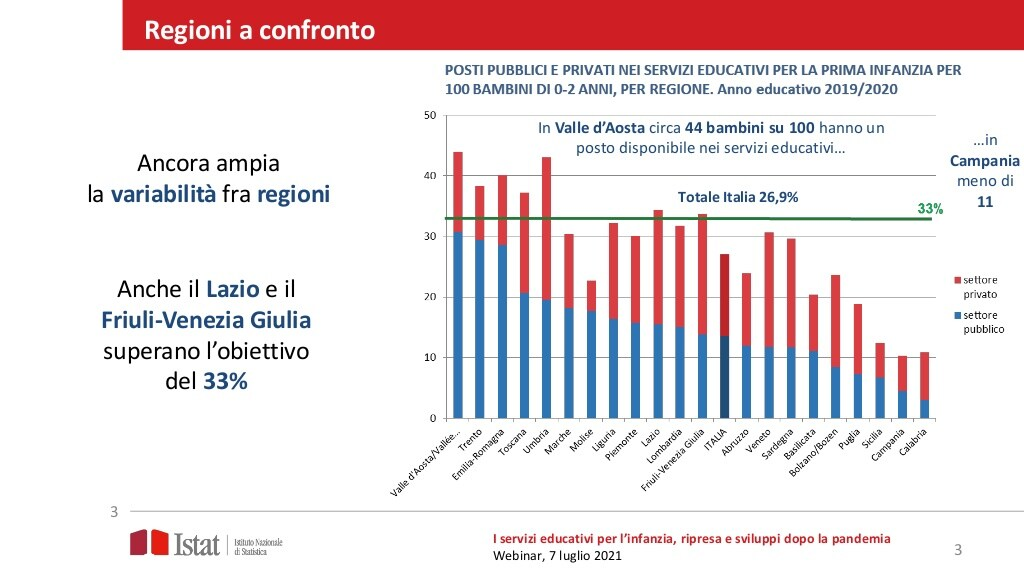 Regioni a confronto
POSTI PUBBLICI E PRIVATI NEI SERVIZI EDUCATIVI PER LA PRIMA INFANZIA PER
100 BAMBINI DI 0-2 ANNI, PER REGIONE. Anno educativo 2019/2020
Ancora ampia
la variabilità fra regioni
Anche il Lazio e il
Friuli-Venezia Giulia
superano l'obiettivo
del 33%
In Valle d'Aosta circa 44 bambini su 100 hanno un
posto disponibile nei servizi educativi...
...in
Campania
meno di
11
Totale Italia 26,9%
33%
50
40
30
20
10
0
settore
privato
settore
pubblico
Valle d'Aosta/Vallée...
Trento
Emilia-Romagna
Toscana
Umbria
Marche
Molise
Liguria
Piemonte
Lazio
Lombardia
Friuli-Venezia Giulia
ITALIA
Abruzzo
Veneto
Sardegna
Basilicata
Bolzano/Bozen
Puglia
Sicilia
Campania
Calabria
3
Istat
Istituto Nazionale
di Statistica
I servizi educativi per l'infanzia, ripresa e sviluppi dopo la pandemia
Webinar, 7 luglio 2021
3